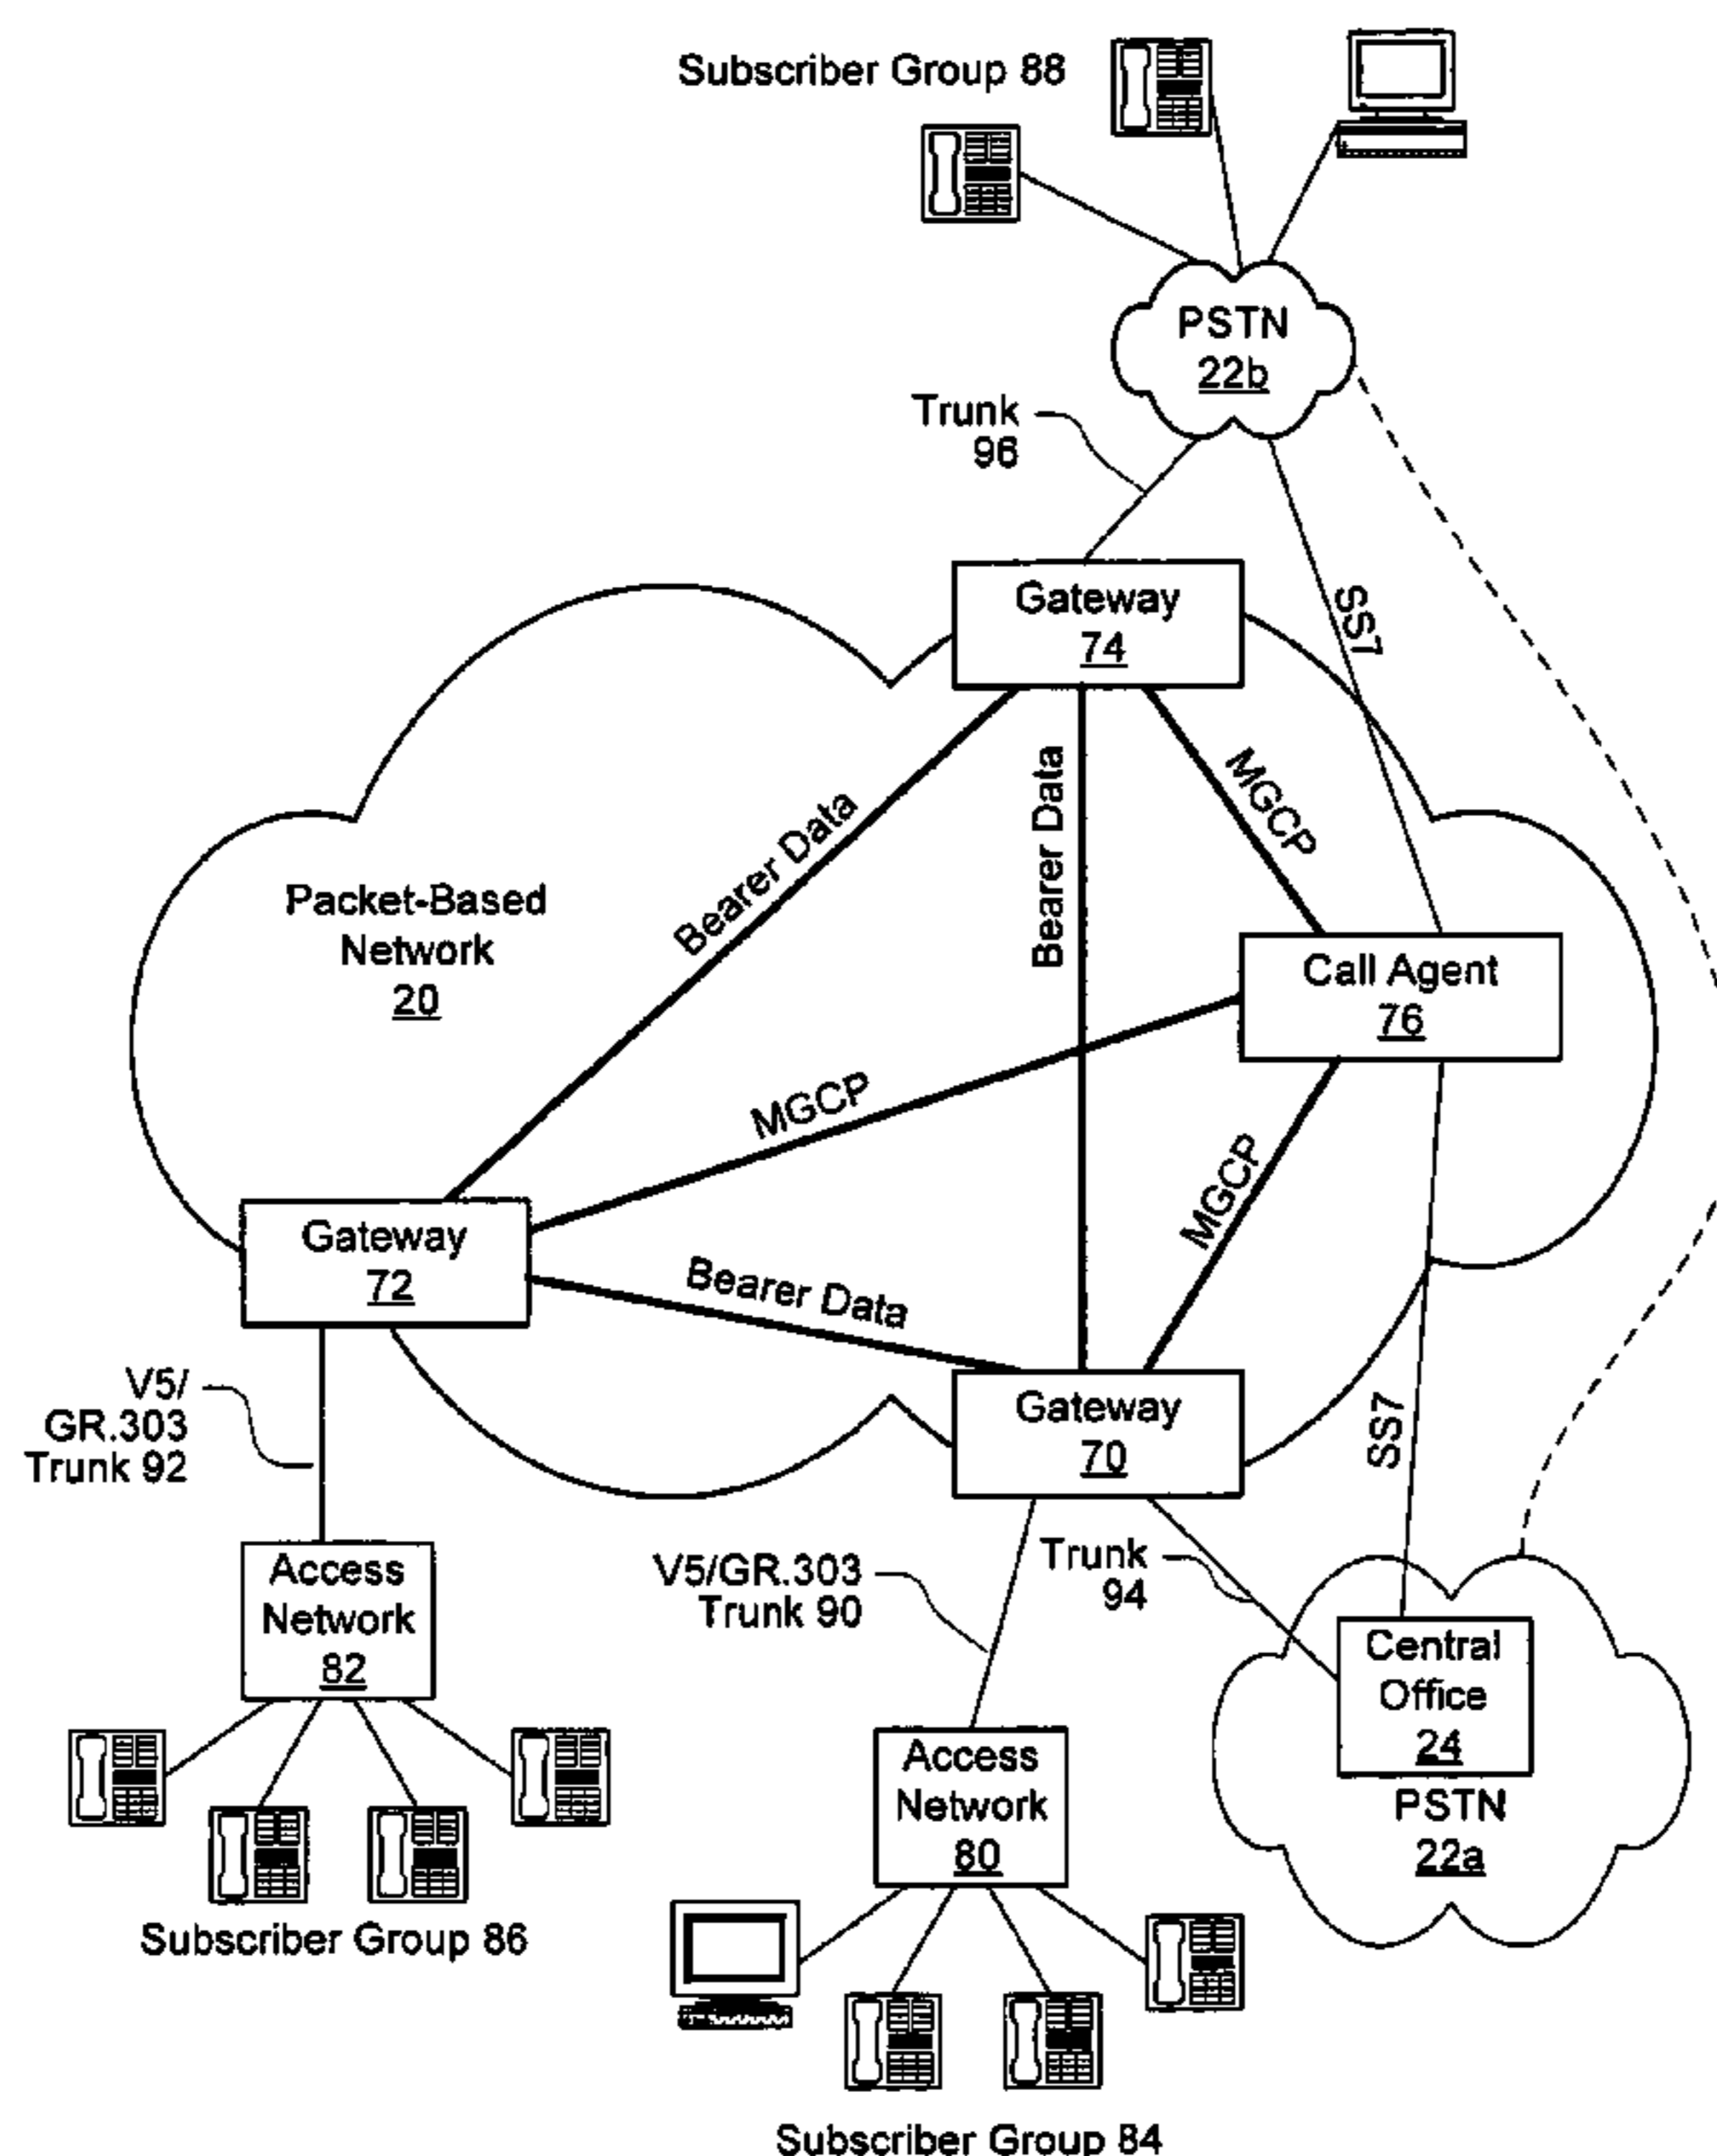 Subscriber Group 88
PSTN
22b
Trunk
96
Gateway
74
SS7
MGCP
Bearer Data
Bearer Data
Packet-Based
Network
20
Call Agent
76
MGCP
MGCP
Gateway
72
Bearer Data
V5/
GR.303
Trunk 92
Gateway
70
SS7
Access
Network
82
V5/GR.303
Trunk 90
Trunk
94
Central
Office
24
Access
Network
80
PSTN
22a
Subscriber Group 86
Subscriber Group 84